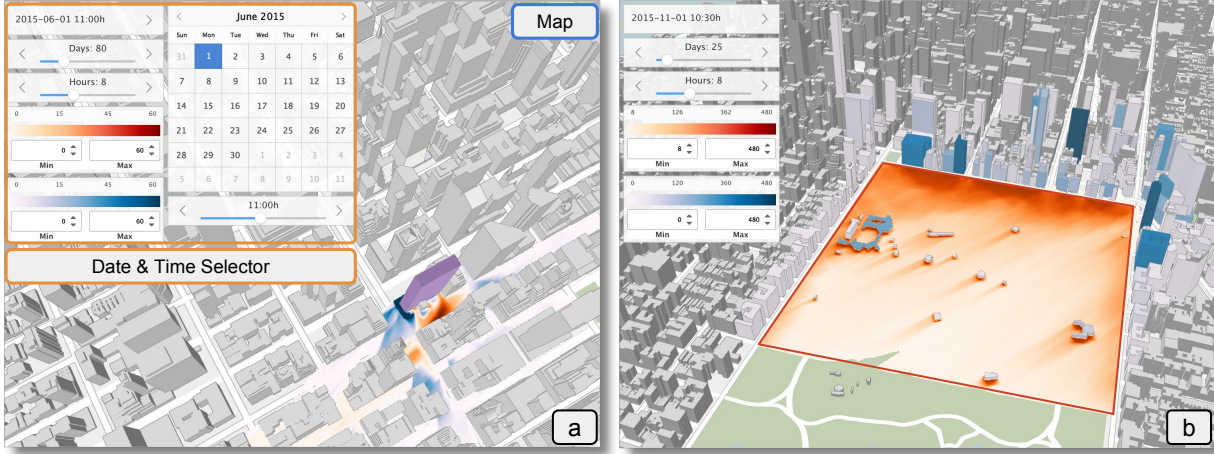 2015-06-01 11:00h
Days: 80
Hours: 8
0 15 45 60
0 60
Min Max
0 15 45 60
0 60
Min Max
June 2015
Sun Mon Tue Wed Thu Fri Sat
31 1 2 3 4 5 6
7 8 9 10 11 12 13
14 15 16 17 18 19 20
21 22 23 24 25 26 27
28 29 30 1 2 3 4
5 6 7 8 9 10 11
11:00h
Date & Time Selector
Map
a
2015-11-01 10:30h
Days: 25
Hours: 8
8 126 362 480
8 480
Min Max
0 120 360 480
0 480
Min Max
b